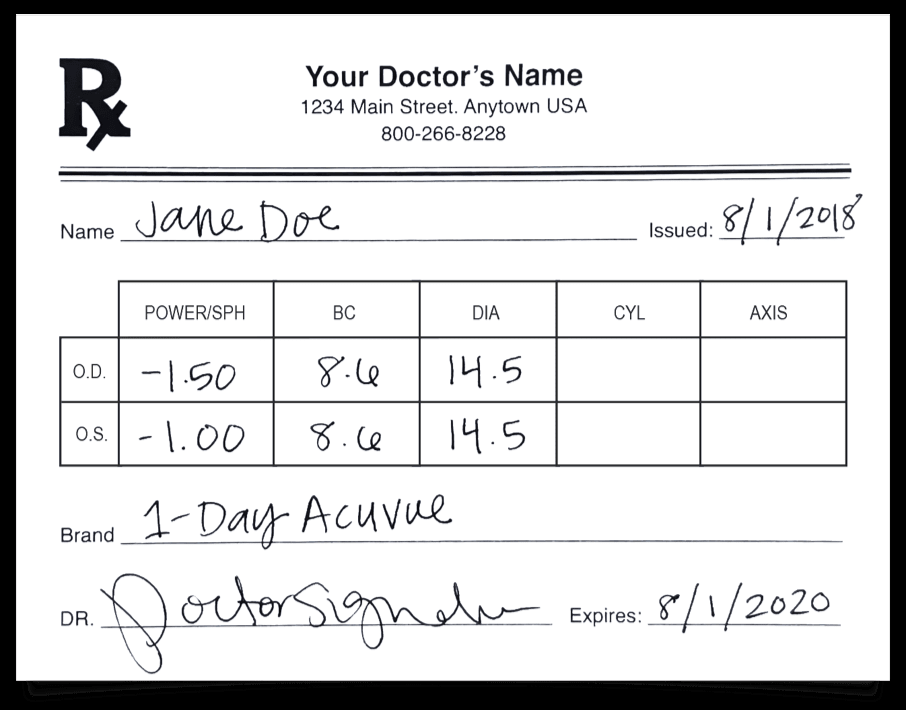 Rx
Your Doctor's Name
1234 Main Street. Anytown USA
800-266-8228
Name Jane Doe Issued: 8/1/2018
POWER/SPH BC DIA CYL AXIS
O.D. -1.50 8.6 14.5
O.S. -1.00 8.6 14.5
Brand 1-Day Acuvue
DR. Doctor Signature Expires: 8/1/2020